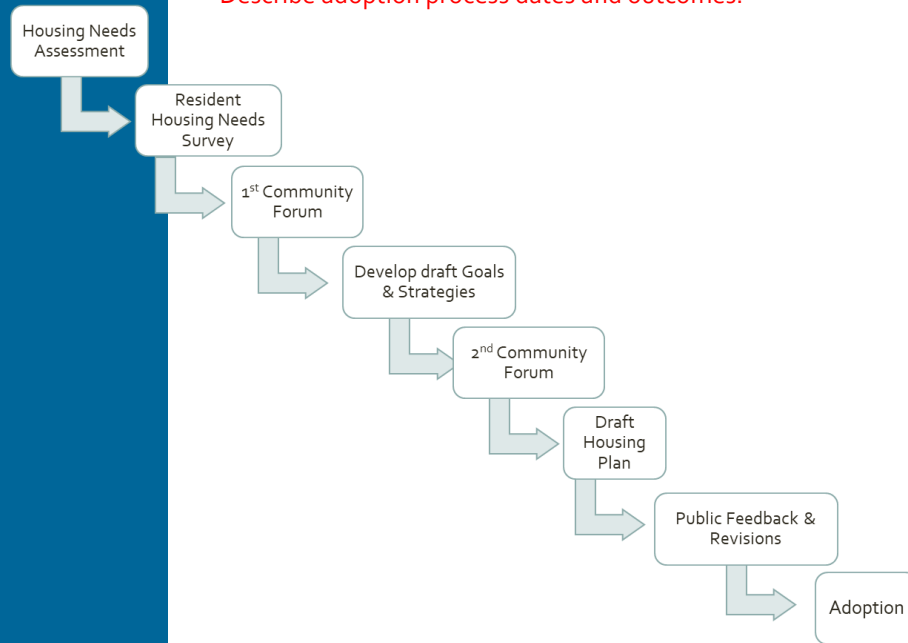 Describe adoption process dates and outcomes.
Housing Needs
Assessment
Resident
Housing Needs
Survey
1st Community
Forum
Develop draft Goals
& Strategies
2nd Community
Forum
Draft
Housing
Plan
Public Feedback &
Revisions
Adoption